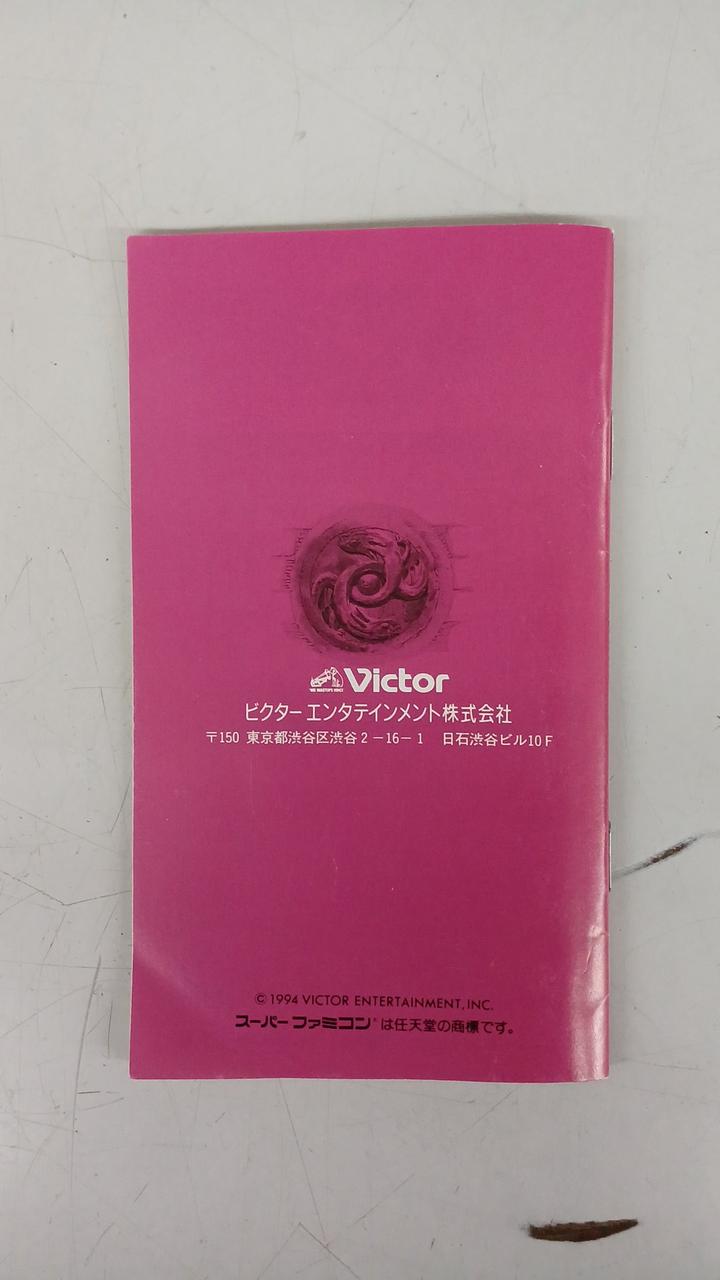 "HIS MASTER'S VOICE"
Victor
ビクター エンタテインメント株式会社
〒150 東京都渋谷区渋谷2-16-1 日石渋谷ビル10F
©1994 VICTOR ENTERTAINMENT, INC.
スーパーファミコン®は任天堂の商標です。